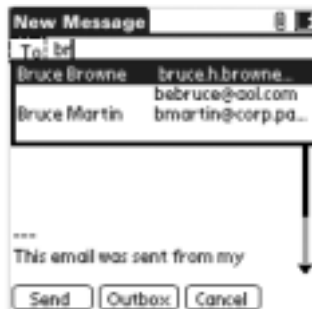 New Message
To: br
Bruce Browne bruce.h.browne...
bebruce@aol.com
Bruce Martin bmartin@corp.pa...
---
This email was sent from my
Send Outbox Cancel